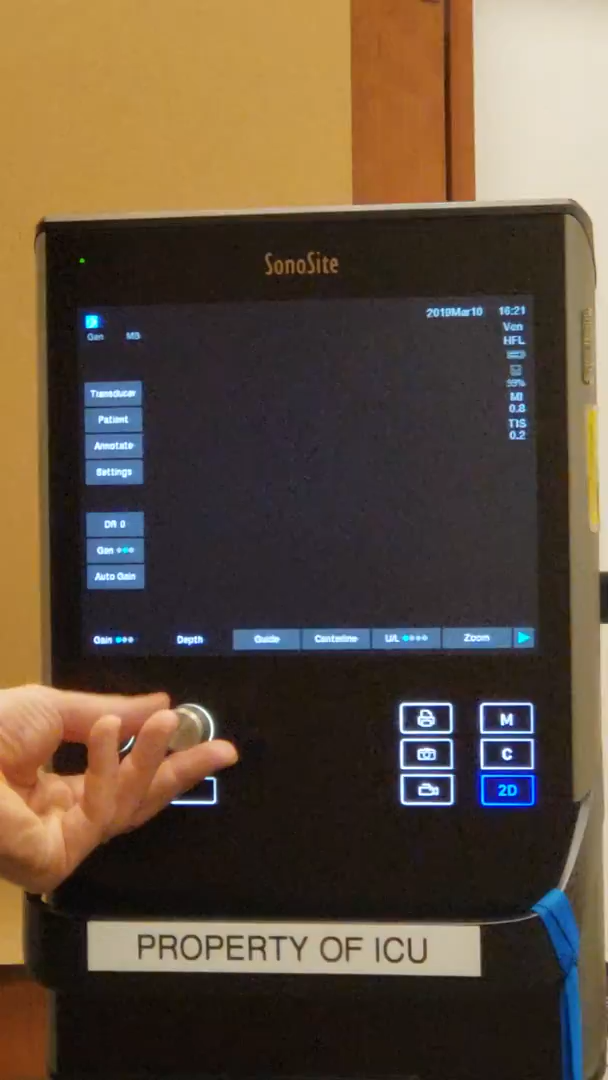 SonoSite
2019Mar10 16:21
Gen MB
Ven
HFL
99%
MI
0.8
TIS
0.2
Transducer
Patient
Annotate
Settings
DR 0
Gen
Auto Gain
Gain Depth Guide Centerline U/L Zoom
M
C
2D
PROPERTY OF ICU